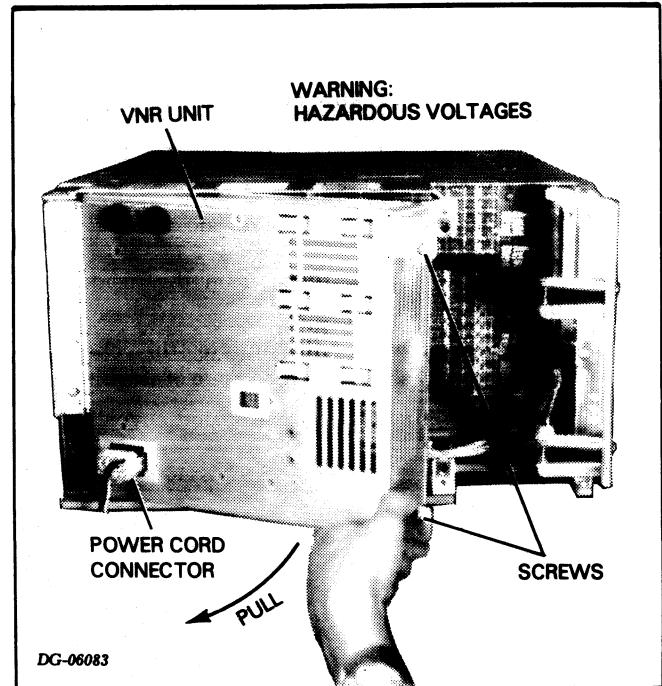 WARNING:
HAZARDOUS VOLTAGES
VNR UNIT
POWER CORD
CONNECTOR
SCREWS
PULL
DG-06083